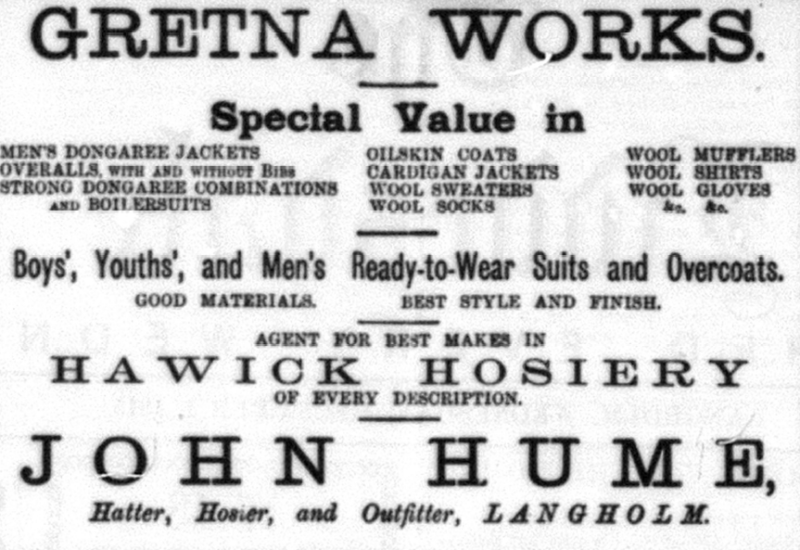 GRETNA WORKS.
Special Value in
MEN'S DONGAREE JACKETS
OVERALLS, WITH AND WITHOUT BIBS
STRONG DONGAREE COMBINATIONS
AND BOILERSUITS
OILSKIN COATS
CARDIGAN JACKETS
WOOL SWEATERS
WOOL SOCKS
WOOL MUFFLERS
WOOL SHIRTS
WOOL GLOVES
&c. &c.
Boys', Youths', and Men's Ready-to-Wear Suits and Overcoats.
GOOD MATERIALS. BEST STYLE AND FINISH.
AGENT FOR BEST MAKES IN
HAWICK HOSIERY
OF EVERY DESCRIPTION.
JOHN HUME,
Hatter, Hosier, and Outfitter, LANGHOLM.